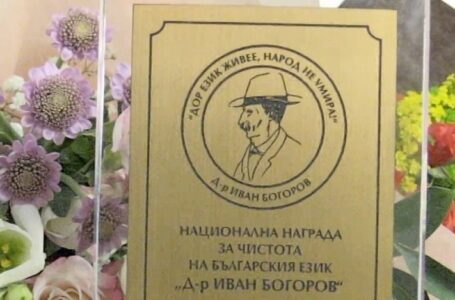 "ДОР ЕЗИК ЖИВЕЕ, НАРОД НЕ УМИРА!"
Д-р ИВАН БОГОРОВ
НАЦИОНАЛНА НАГРАДА
ЗА ЧИСТОТА
НА БЪЛГАРСКИЯ ЕЗИК
„Д-р ИВАН БОГОРОВ"